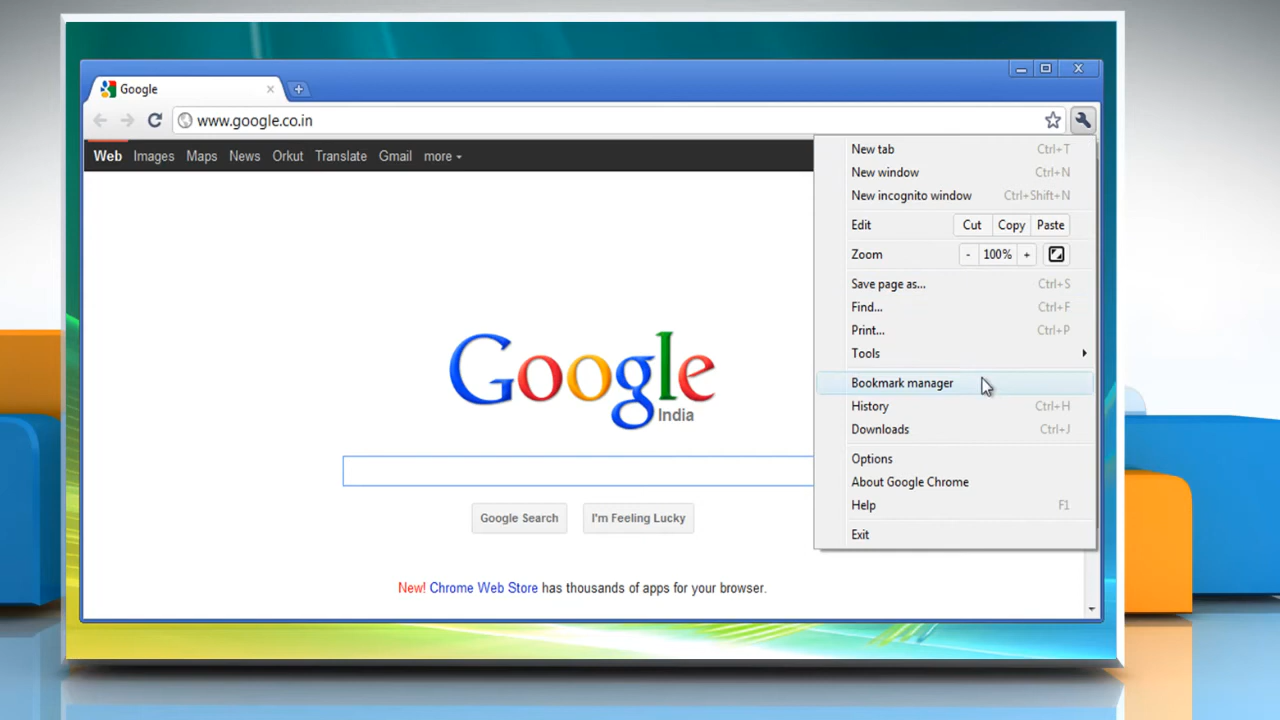 Google
www.google.co.in
Web Images Maps News Orkut Translate Gmail more
New tab Ctrl+T
New window Ctrl+N
New incognito window Ctrl+Shift+N
Edit Cut Copy Paste
Zoom - 100% +
Save page as... Ctrl+S
Find... Ctrl+F
Print... Ctrl+P
Tools
Bookmark manager
History Ctrl+H
Downloads Ctrl+J
Options
About Google Chrome
Help F1
Exit
Google
India
Google Search I'm Feeling Lucky
New! Chrome Web Store has thousands of apps for your browser.